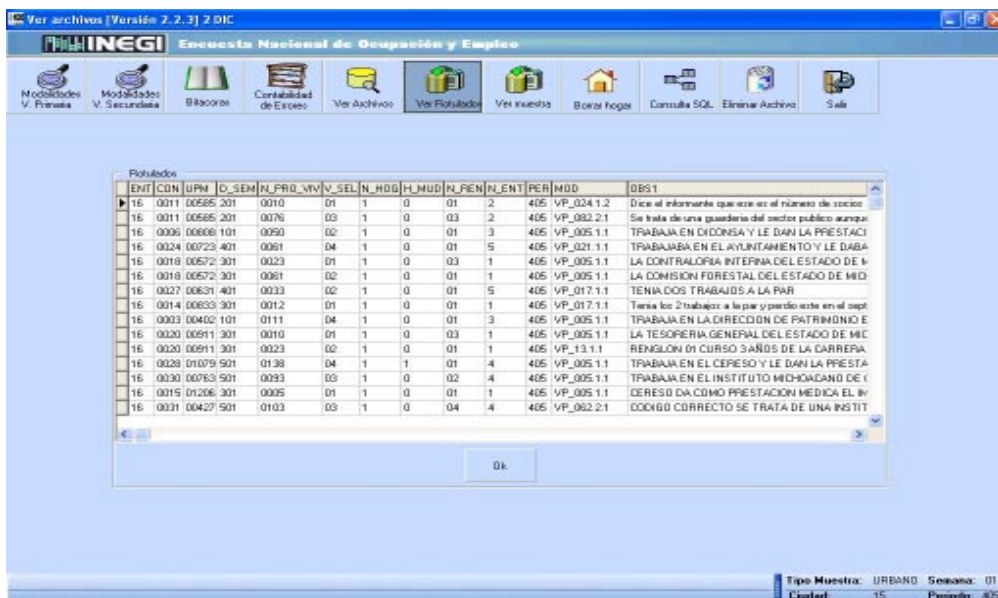 Ver archivos [Versión 2.2.3] 2 DIC
INEGI Encuesta Nacional de Ocupación y Empleo
Modalidades V. Primaria
Modalidades V. Secundaria
Bitacoras
Contabilidad de Errores
Ver Archivos
Ver Rotulados
Ver muestra
Borrar hogar
Consulta SQL
Eliminar Archivo
Salir
Rotulados
ENT CON UPM D_SEM N_PRO_VIV V_SEL N_HOG H_MUD N_REN N_ENT PER MOD OBS1
16 0011 00585 201 0010 01 1 0 01 2 405 VP_024.1.2 Dice el informante que ese es el número de socios
16 0011 00585 201 0076 03 1 0 03 2 405 VP_082.2.1 Se trata de una guaderia del sector publico aunque
16 0006 00808 101 0050 02 1 0 01 3 405 VP_005.1.1 TRABAJA EN DICONSA Y LE DAN LA PRESTACI
16 0024 00723 401 0061 04 1 0 01 5 405 VP_021.1.1 TRABAJABA EN EL AYUNTAMIENTO Y LE DABA
16 0018 00572 301 0023 01 1 0 03 1 405 VP_005.1.1 LA CONTRALORIA INTERNA DEL ESTADO DE M
16 0018 00572 301 0061 02 1 0 01 1 405 VP_005.1.1 LA COMISION FORESTAL DEL ESTADO DE MIC
16 0027 00631 401 0033 02 1 0 01 5 405 VP_017.1.1 TENIA DOS TRABAJOS A LA PAR
16 0014 00833 301 0012 01 1 0 01 1 405 VP_017.1.1 Tenia los 2 trabajos a la par y perdio este en el sept
16 0003 00402 101 0111 04 1 0 01 3 405 VP_005.1.1 TRABAJA EN LA DIRECCION DE PATRIMONIO E
16 0020 00911 301 0010 01 1 0 03 1 405 VP_005.1.1 LA TESORERIA GENERAL DEL ESTADO DE MIC
16 0020 00911 301 0023 02 1 0 01 1 405 VP_13.1.1 RENGLON 01 CURSO 3 AÑOS DE LA CARRERA
16 0028 01079 501 0138 04 1 1 01 4 405 VP_005.1.1 TRABAJA EN EL CERESO Y LE DAN LA PRESTA
16 0030 00763 501 0093 03 1 0 02 4 405 VP_005.1.1 TRABAJA EN EL INSTITUTO MICHOACANO DE
16 0015 01206 301 0005 01 1 0 01 1 405 VP_005.1.1 CERESO DA COMO PRESTACION MEDICA EL IM
16 0031 00427 501 0103 03 1 0 04 4 405 VP_062.2.1 CODIGO CORRECTO SE TRATA DE UNA INSTIT
Ok
Tipo Muestra: URBANO Semana: 01
Ciudad: 15 Periodo: 405